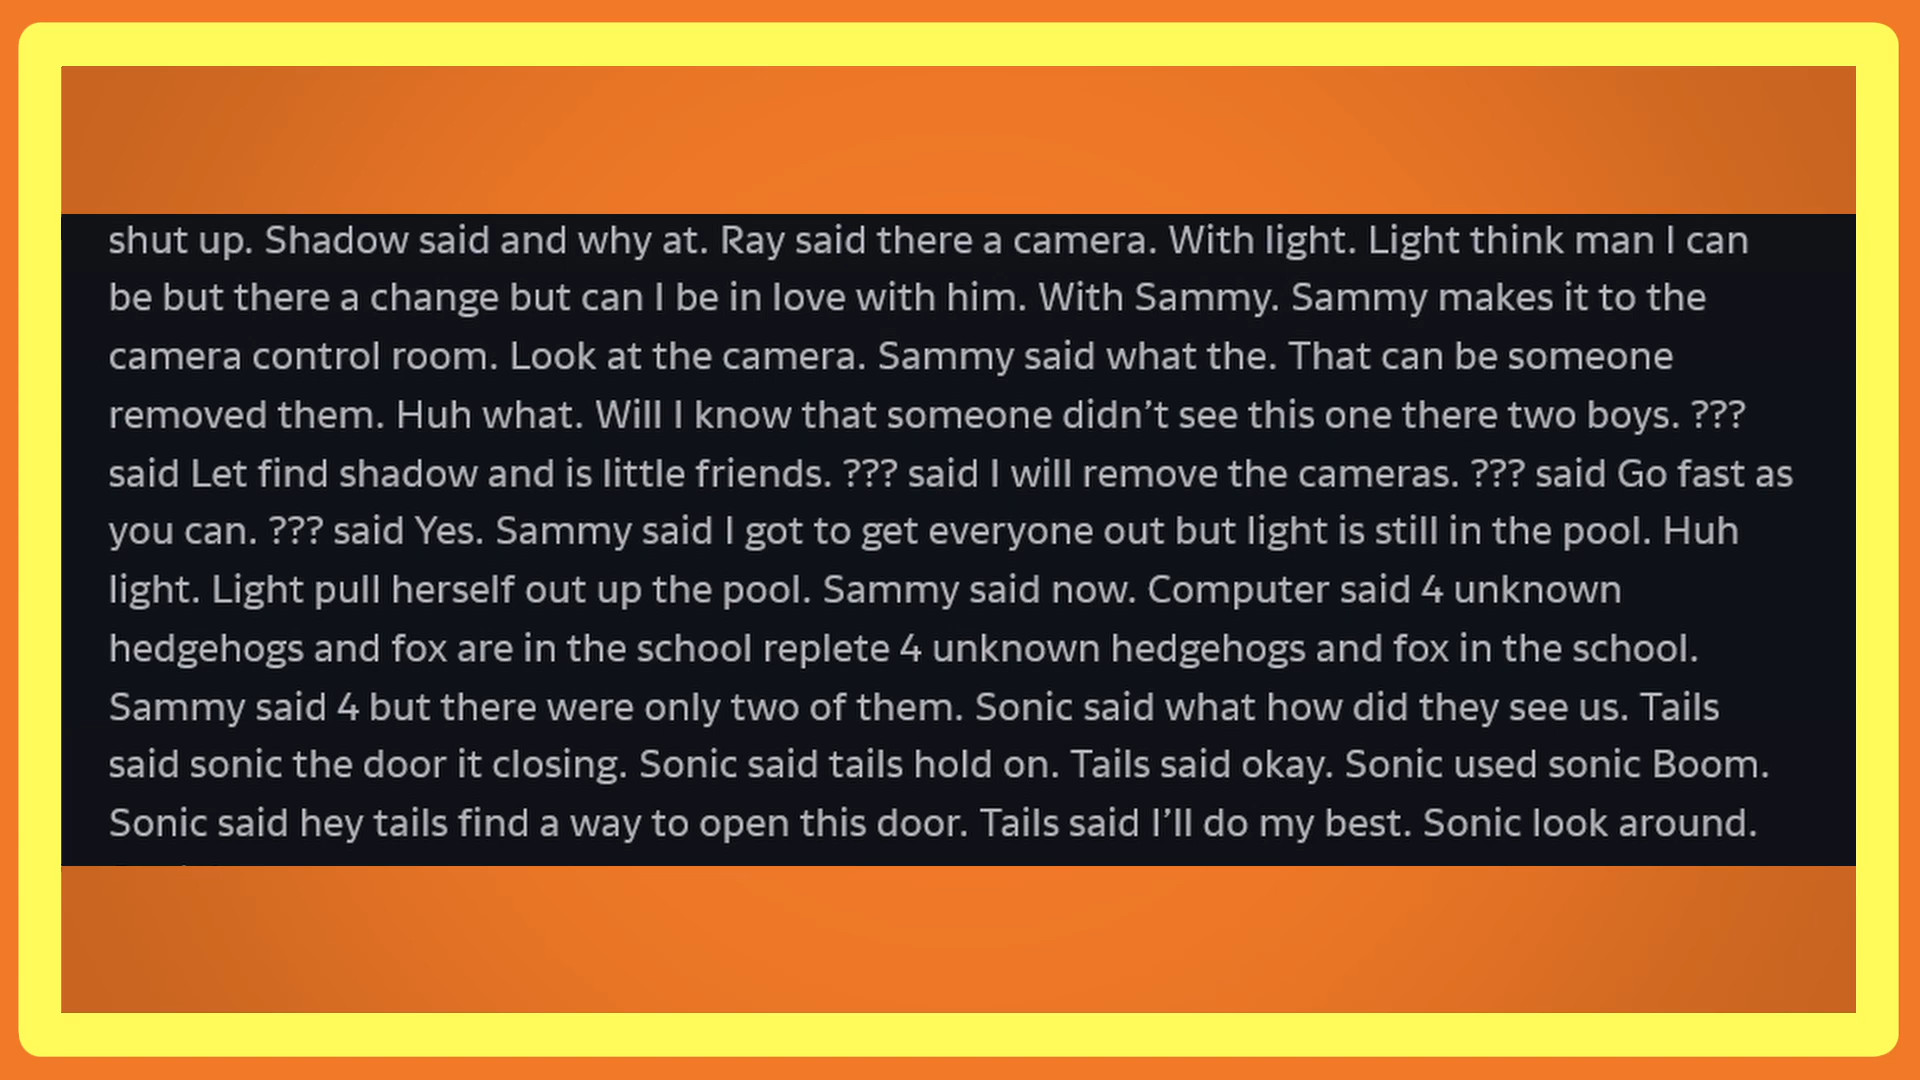 shut up. Shadow said and why at. Ray said there a camera. With light. Light think man I can
be but there a change but can I be in love with him. With Sammy. Sammy makes it to the
camera control room. Look at the camera. Sammy said what the. That can be someone
removed them. Huh what. Will I know that someone didn’t see this one there two boys. ???
said Let find shadow and is little friends. ??? said I will remove the cameras. ??? said Go fast as
you can. ??? said Yes. Sammy said I got to get everyone out but light is still in the pool. Huh
light. Light pull herself out up the pool. Sammy said now. Computer said 4 unknown
hedgehogs and fox are in the school replete 4 unknown hedgehogs and fox in the school.
Sammy said 4 but there were only two of them. Sonic said what how did they see us. Tails
said sonic the door it closing. Sonic said tails hold on. Tails said okay. Sonic used sonic Boom.
Sonic said hey tails find a way to open this door. Tails said I’ll do my best. Sonic look around.